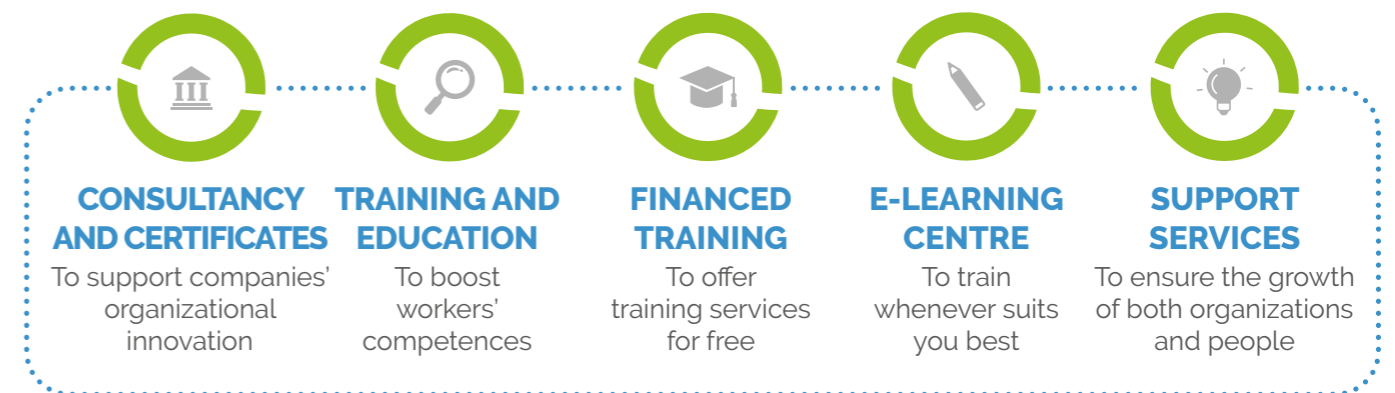 CONSULTANCY
AND CERTIFICATES
To support companies’
organizational
innovation
TRAINING AND
EDUCATION
To boost
workers’
competences
FINANCED
TRAINING
To offer
training services
for free
E-LEARNING
CENTRE
To train
whenever suits
you best
SUPPORT
SERVICES
To ensure the growth
of both organizations
and people